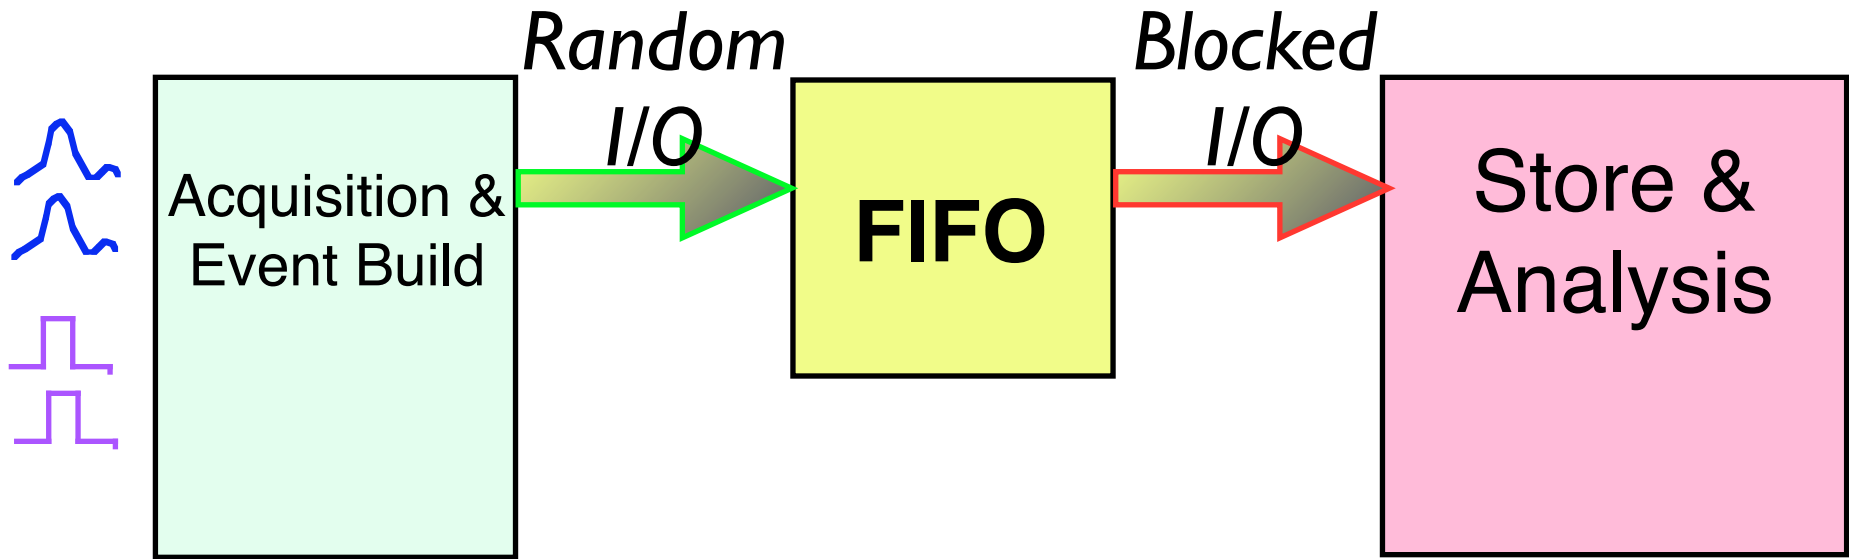 Random
I/O
Blocked
I/O
Acquisition &
Event Build
FIFO
Store &
Analysis